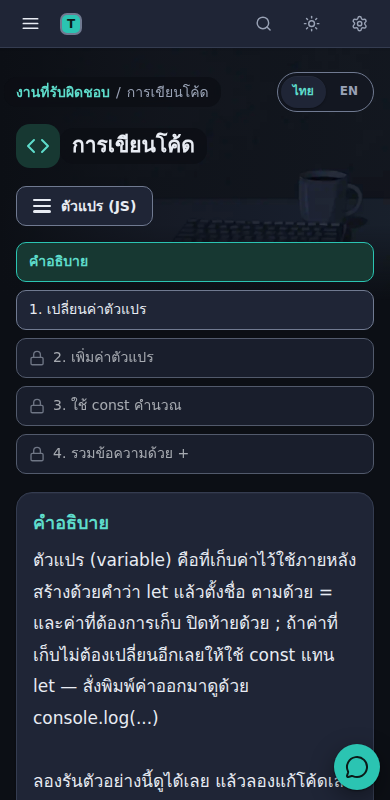 T
งานที่รับผิดชอบ / การเขียนโค้ด
ไทย EN
การเขียนโค้ด
ตัวแปร (JS)
คำอธิบาย
1. เปลี่ยนค่าตัวแปร
2. เพิ่มค่าตัวแปร
3. ใช้ const คำนวณ
4. รวมข้อความด้วย +
คำอธิบาย
ตัวแปร (variable) คือที่เก็บค่าไว้ใช้ภายหลัง
สร้างด้วยคำว่า let แล้วตั้งชื่อ ตามด้วย =
และค่าที่ต้องการเก็บ ปิดท้ายด้วย ; ถ้าค่าที่
เก็บไม่ต้องเปลี่ยนอีกเลยให้ใช้ const แทน
let — สั่งพิมพ์ค่าออกมาดูด้วย
console.log(...)
ลองรันตัวอย่างนี้ดูได้เลย แล้วลองแก้โค้ด